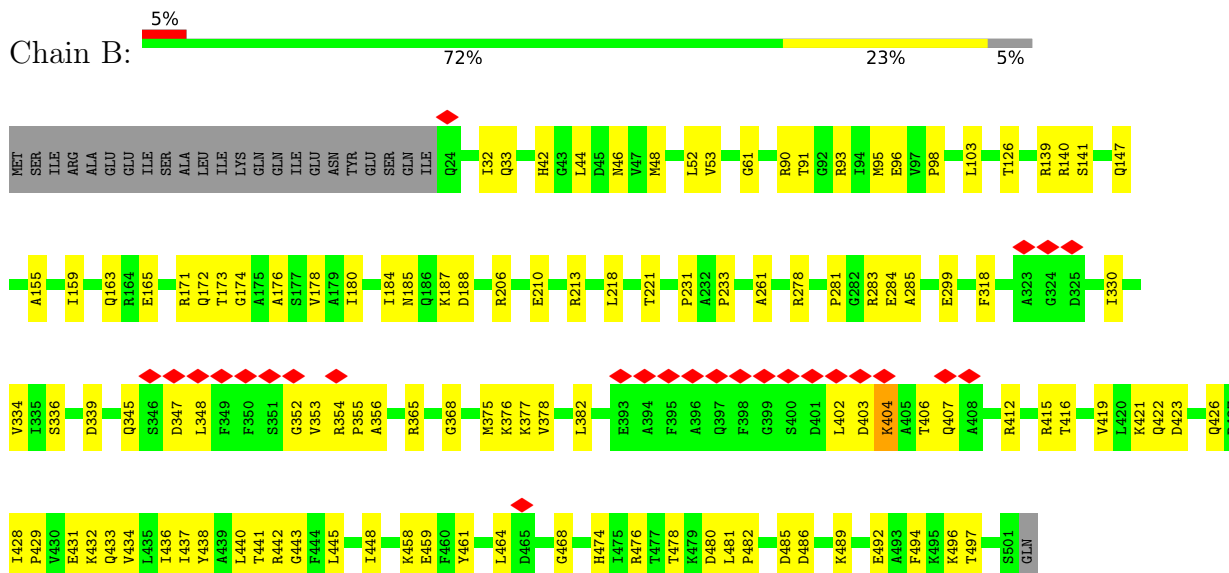 5%
Chain B:
72% 23% 5%
MET SER ILE ARG ALA GLU GLU ILE SER ALA LEU ILE LYS GLN GLN ILE GLU ASN TYR GLU SER GLN ILE Q24 I32 Q33 H42 G43 L44 D45 N46 V47 M48 L52 V53 G61 R90 T91 G92 R93 I94 M95 E96 V97 P98 L103 T126 R139 R140 S141 Q147
A155 I159 Q163 R164 E165 R171 Q172 T173 G174 A175 A176 S177 V178 A179 I180 I184 N185 Q186 K187 D188 R206 E210 R213 L218 T221 P231 A232 P233 A261 R278 P281 G282 R283 E284 A285 E299 F318 A323 G324 D325 I330
V334 I335 S336 D339 Q345 S346 D347 L348 F349 F350 S351 G352 V353 R354 P355 A356 R365 G368 M375 K376 K377 V378 L382 E393 A394 F395 A396 Q397 F398 G399 S400 D401 L402 D403 K404 A405 T406 Q407 A408 R412 R415 T416 V419 L420 K421 Q422 D423 Q426
I428 P429 V430 E431 K432 Q433 V434 L435 I436 I437 Y438 A439 L440 T441 R442 G443 F444 L445 I448 K458 E459 F460 Y461 L464 D465 G468 H474 I475 R476 T477 T478 K479 D480 L481 P482 D485 D486 K489 E492 A493 F494 K495 K496 T497 S501 GLN